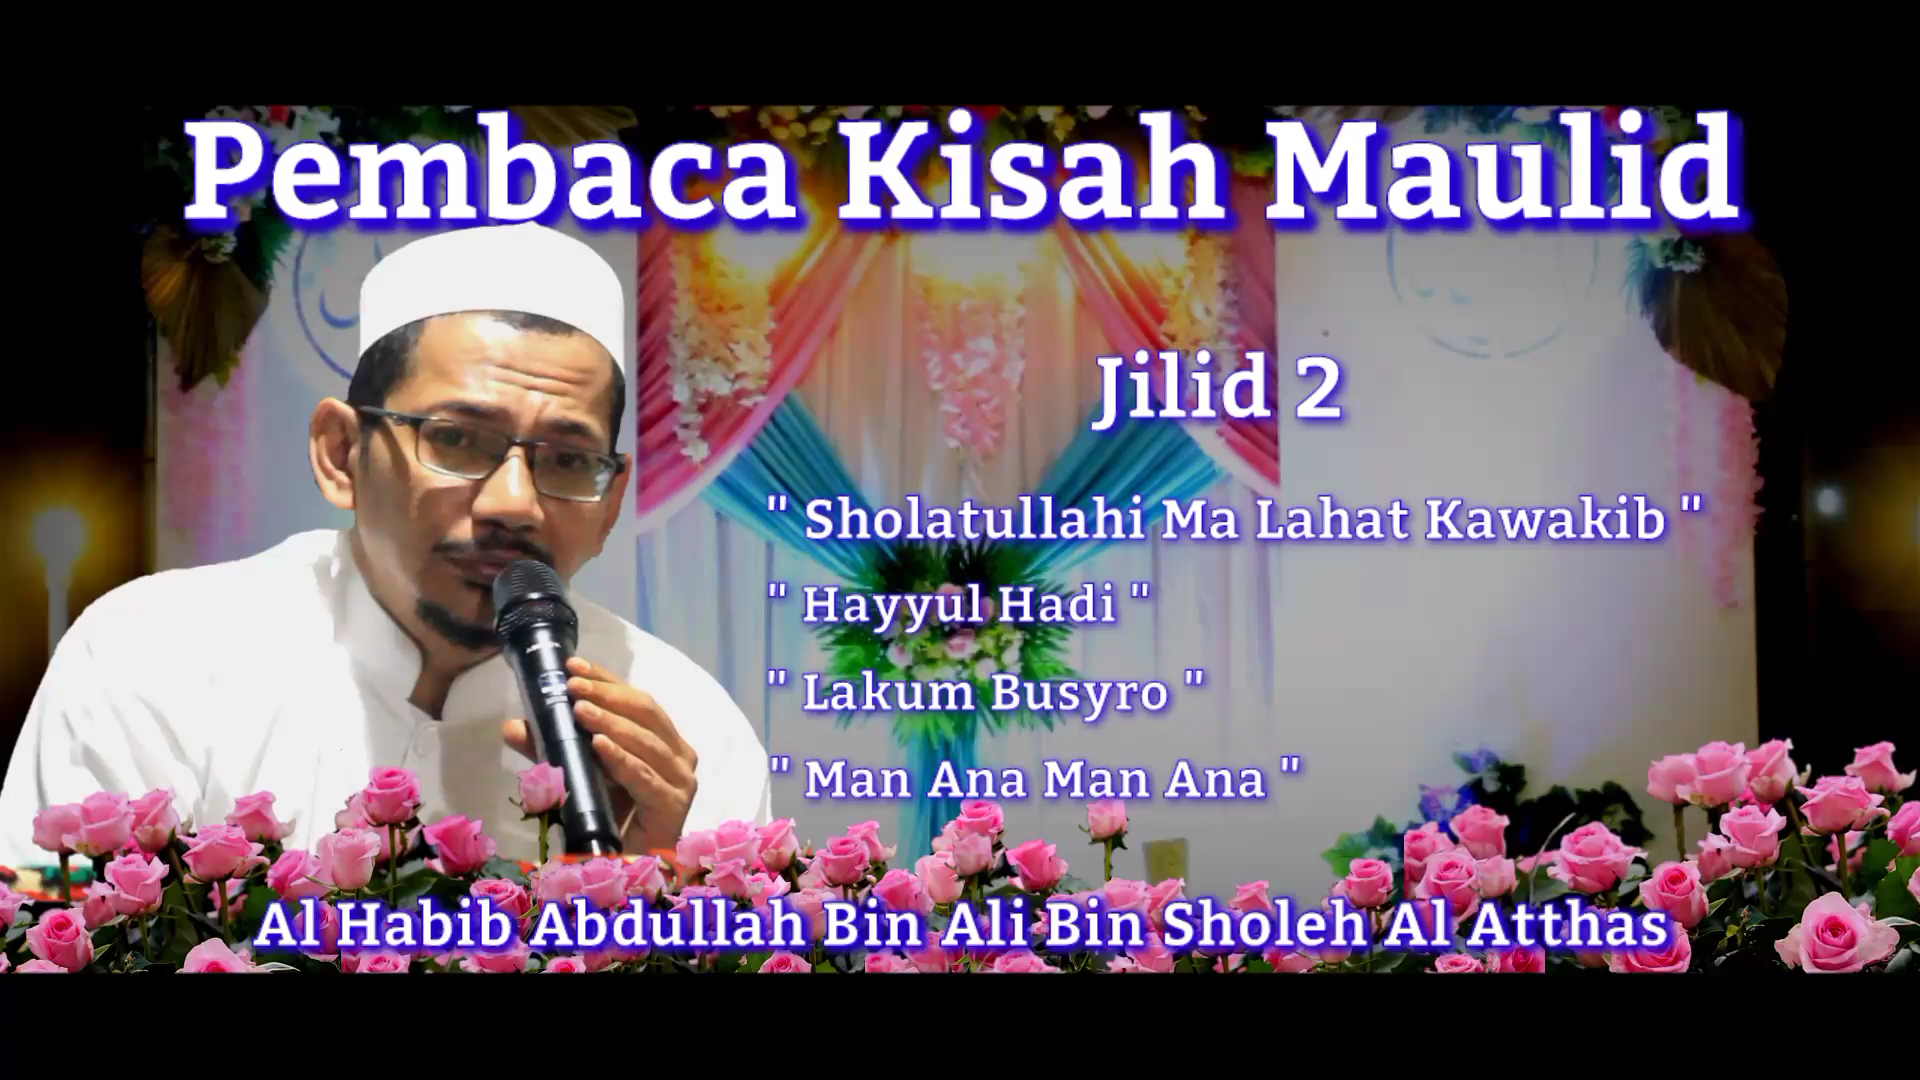 Pembaca Kisah Maulid
Jilid 2
" Sholatullahi Ma Lahat Kawakib "
" Hayyul Hadi "
" Lakum Busyro "
" Man Ana Man Ana "
Al Habib Abdullah Bin Ali Bin Sholeh Al Atthas